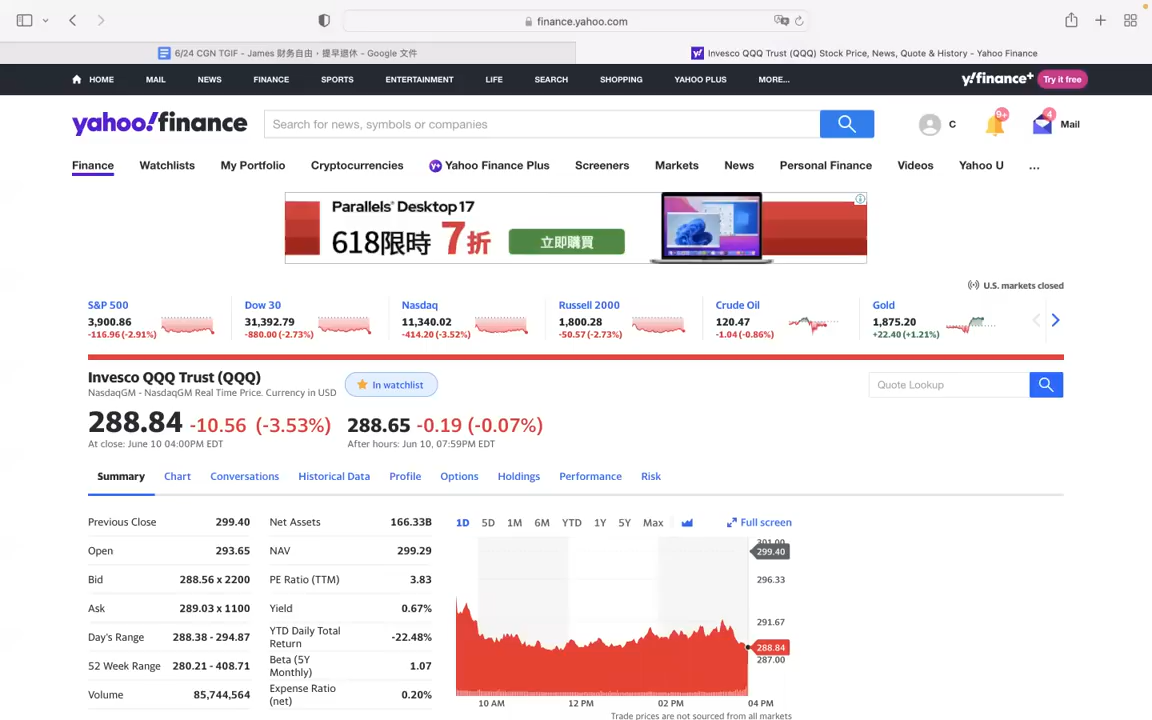 finance.yahoo.com
6/24 CGN TGIF - James 财务自由，提早退休 - Google 文件
Invesco QQQ Trust (QQQ) Stock Price, News, Quote & History - Yahoo Finance
HOME MAIL NEWS FINANCE SPORTS ENTERTAINMENT LIFE SEARCH SHOPPING YAHOO PLUS MORE... y!finance+ Try it free
yahoo!finance Search for news, symbols or companies C 9+ 4 Mail
Finance Watchlists My Portfolio Cryptocurrencies Y+ Yahoo Finance Plus Screeners Markets News Personal Finance Videos Yahoo U ...
Parallels® Desktop 17
618限時 7折 立即購買
U.S. markets closed
S&P 500 Dow 30 Nasdaq Russell 2000 Crude Oil Gold
3,900.86 31,392.79 11,340.02 1,800.28 120.47 1,875.20
-116.96 (-2.91%) -880.00 (-2.73%) -414.20 (-3.52%) -50.57 (-2.73%) -1.04 (-0.86%) +22.40 (+1.21%)
Invesco QQQ Trust (QQQ) In watchlist Quote Lookup
NasdaqGM - NasdaqGM Real Time Price. Currency in USD
288.84 -10.56 (-3.53%) 288.65 -0.19 (-0.07%)
At close: June 10 04:00PM EDT After hours: Jun 10, 07:59PM EDT
Summary Chart Conversations Historical Data Profile Options Holdings Performance Risk
Previous Close 299.40 Net Assets 166.33B
Open 293.65 NAV 299.29
Bid 288.56 x 2200 PE Ratio (TTM) 3.83
Ask 289.03 x 1100 Yield 0.67%
Day's Range 288.38 - 294.87 YTD Daily Total Return -22.48%
52 Week Range 280.21 - 408.71 Beta (5Y Monthly) 1.07
Volume 85,744,564 Expense Ratio (net) 0.20%
1D 5D 1M 6M YTD 1Y 5Y Max Full screen
301.00
299.40
296.33
291.67
288.84
287.00
10 AM 12 PM 02 PM 04 PM
Trade prices are not sourced from all markets